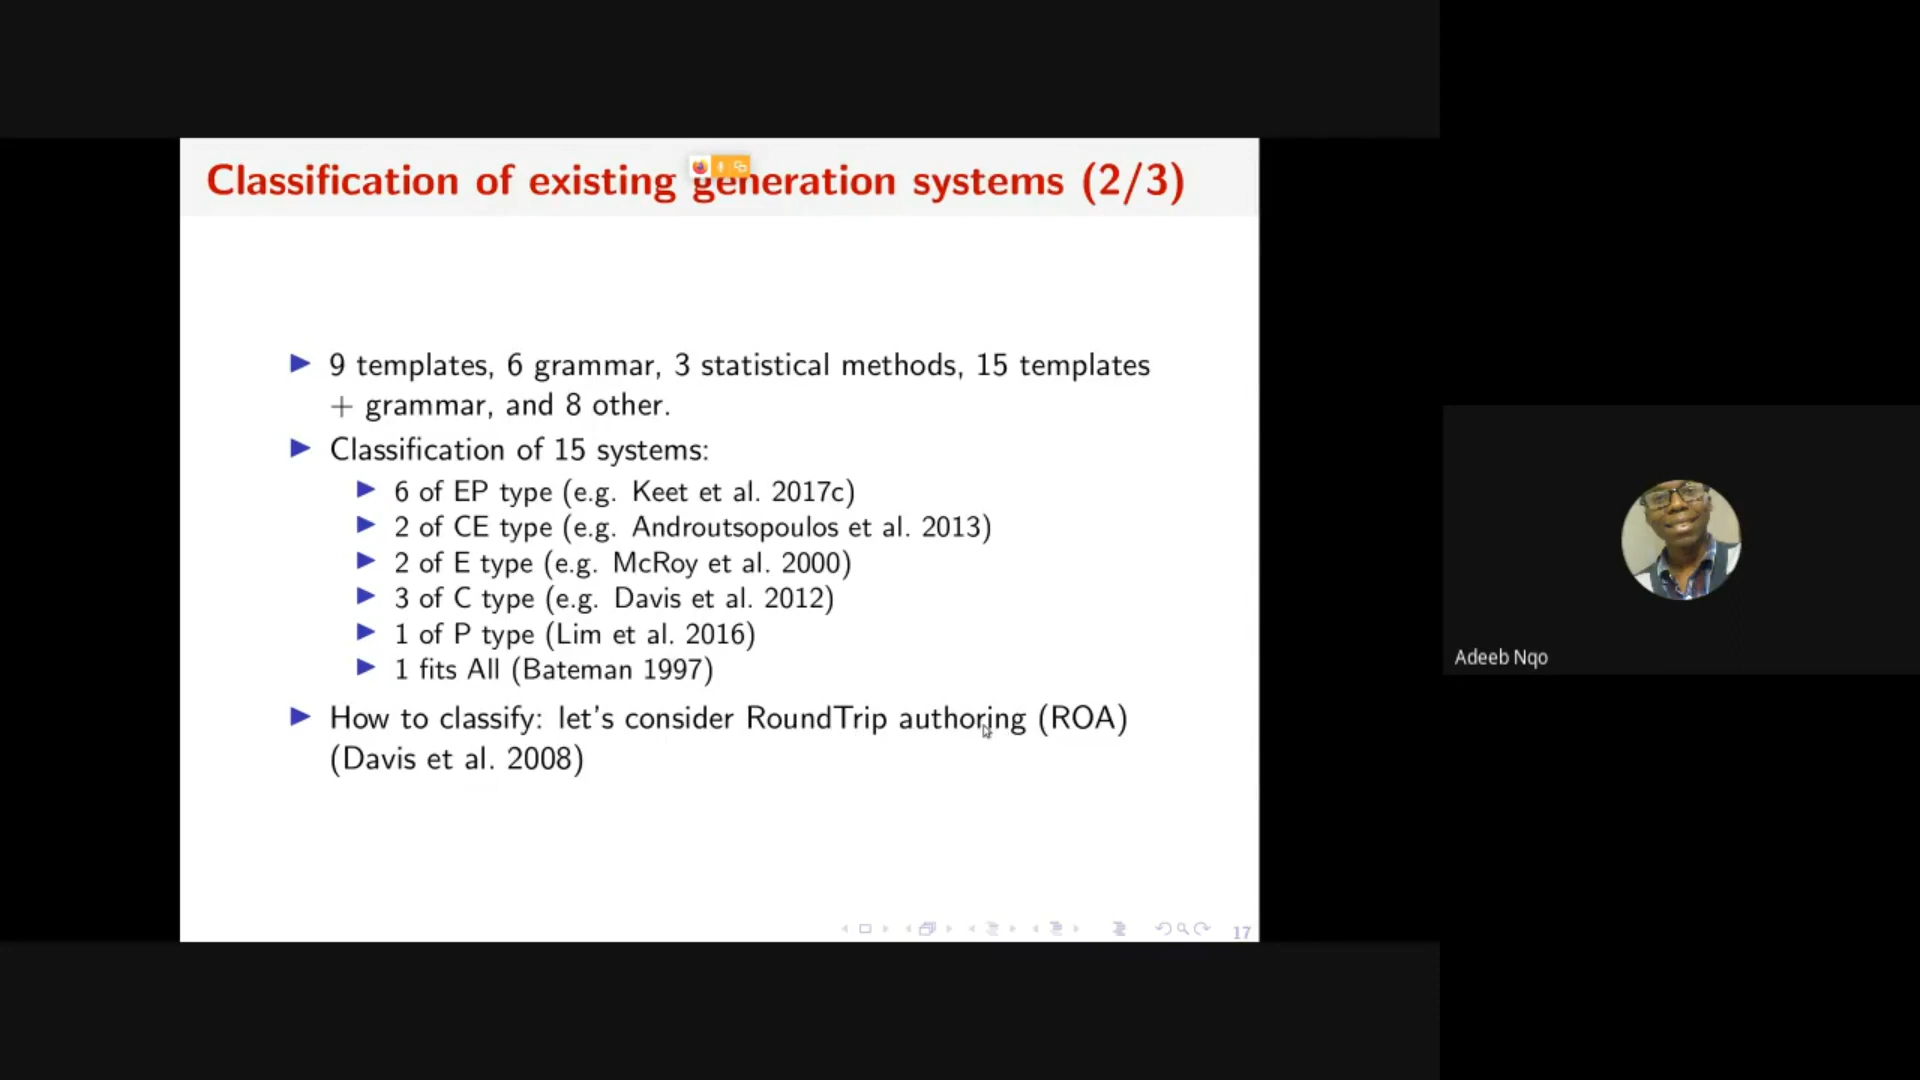 Classification of existing generation systems (2/3)
9 templates, 6 grammar, 3 statistical methods, 15 templates
+ grammar, and 8 other.
Classification of 15 systems:
6 of EP type (e.g. Keet et al. 2017c)
2 of CE type (e.g. Androutsopoulos et al. 2013)
2 of E type (e.g. McRoy et al. 2000)
3 of C type (e.g. Davis et al. 2012)
1 of P type (Lim et al. 2016)
1 fits All (Bateman 1997)
How to classify: let's consider RoundTrip authoring (ROA)
(Davis et al. 2008)
17
Adeeb Nqo